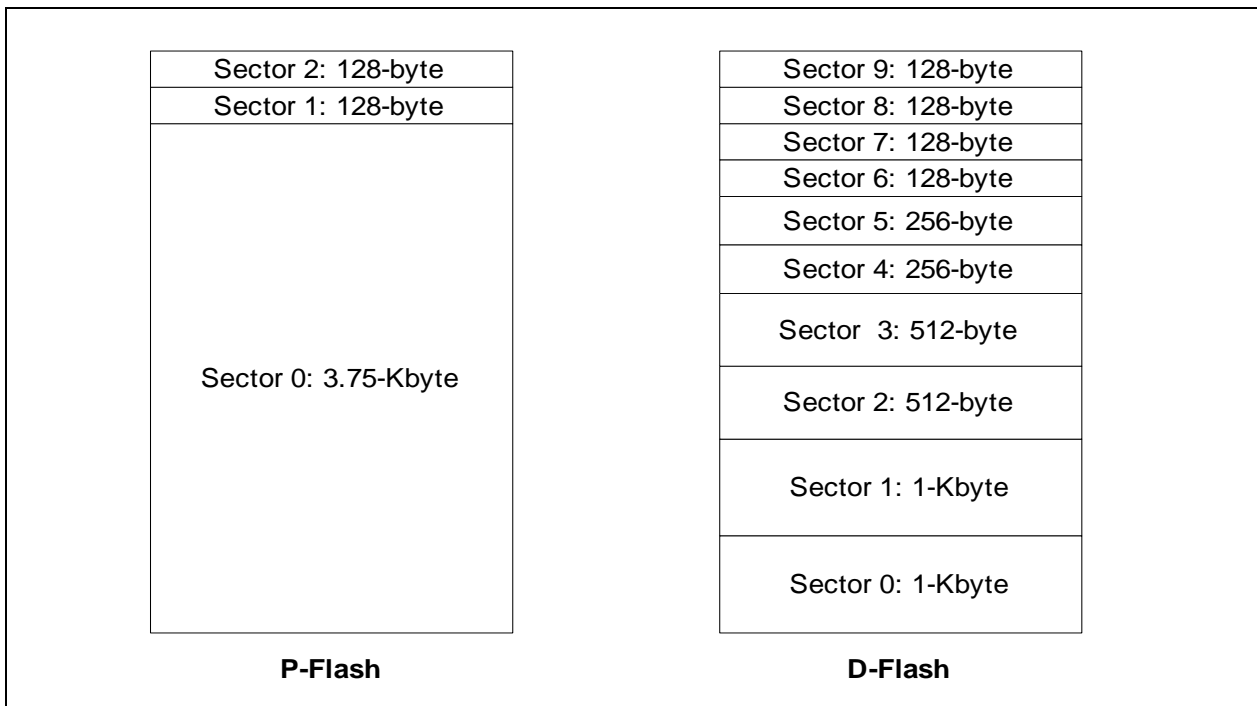 Sector 2: 128-byte
Sector 1: 128-byte
Sector 0: 3.75-Kbyte
P-Flash
Sector 9: 128-byte
Sector 8: 128-byte
Sector 7: 128-byte
Sector 6: 128-byte
Sector 5: 256-byte
Sector 4: 256-byte
Sector 3: 512-byte
Sector 2: 512-byte
Sector 1: 1-Kbyte
Sector 0: 1-Kbyte
D-Flash